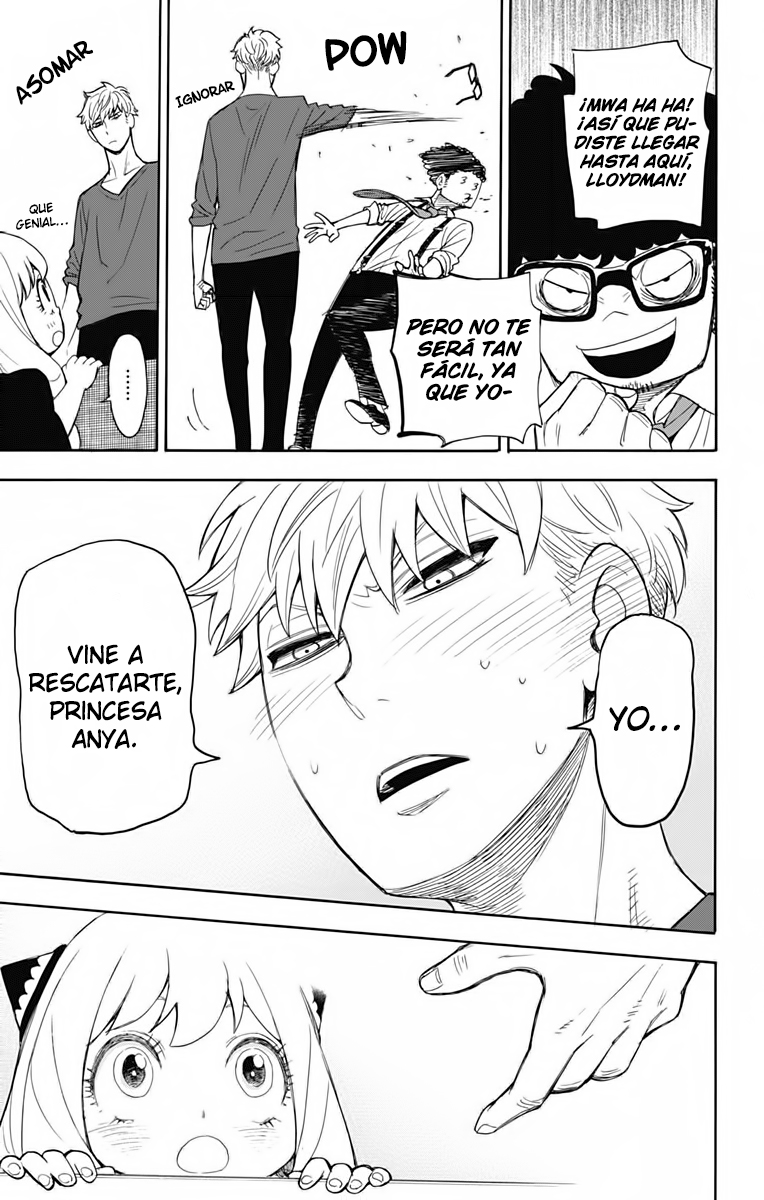 ¡MWA HA HA!
¡ASÍ QUE PU-
DISTE LLEGAR
HASTA AQUÍ,
LLOYDMAN!
PERO NO TE
SERÁ TAN
FÁCIL, YA
QUE YO-
POW
IGNORAR
ASOMAR
QUE
GENIAL...
......
YO...
VINE A
RESCATARTE,
PRINCESA
ANYA.